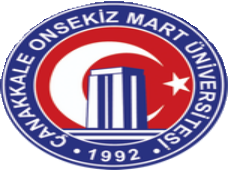 ÇANAKKALE ONSEKİZ MART ÜNİVERSİTESİ
• 1992 •